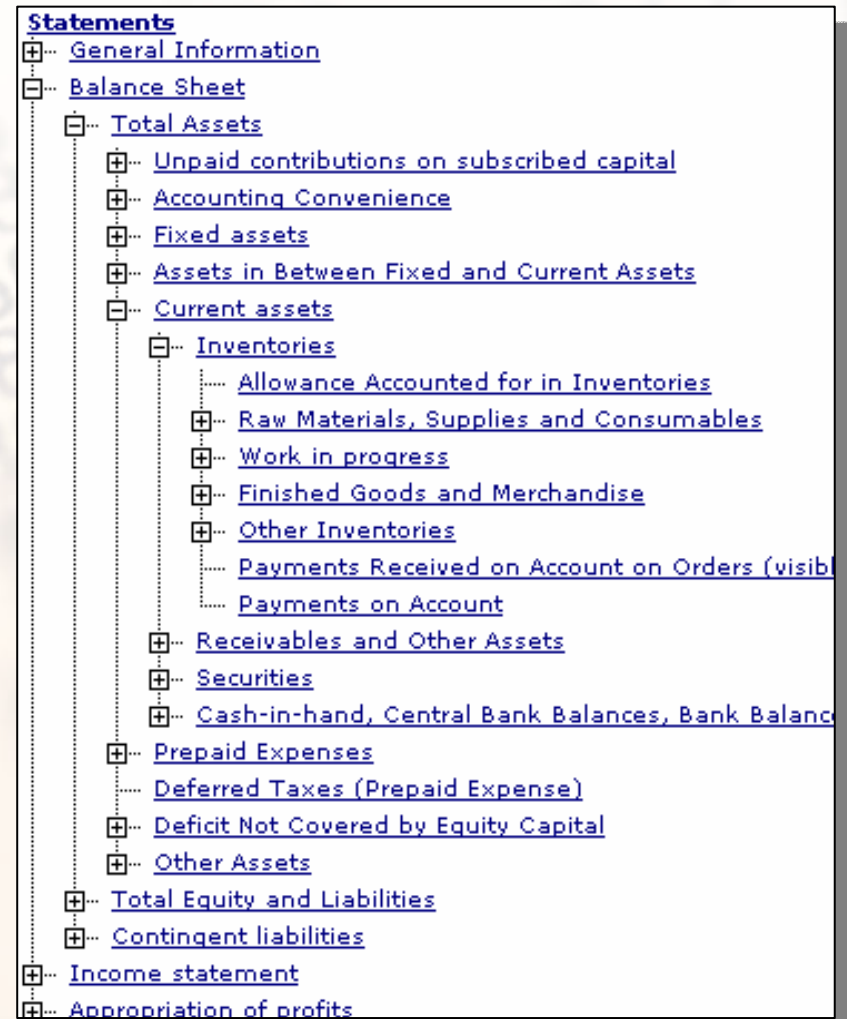 Statements
General Information
Balance Sheet
Total Assets
Unpaid contributions on subscribed capital
Accounting Convenience
Fixed assets
Assets in Between Fixed and Current Assets
Current assets
Inventories
Allowance Accounted for in Inventories
Raw Materials, Supplies and Consumables
Work in progress
Finished Goods and Merchandise
Other Inventories
Payments Received on Account on Orders (visibl
Payments on Account
Receivables and Other Assets
Securities
Cash-in-hand, Central Bank Balances, Bank Balanc
Prepaid Expenses
Deferred Taxes (Prepaid Expense)
Deficit Not Covered by Equity Capital
Other Assets
Total Equity and Liabilities
Contingent liabilities
Income statement
Appropriation of profits